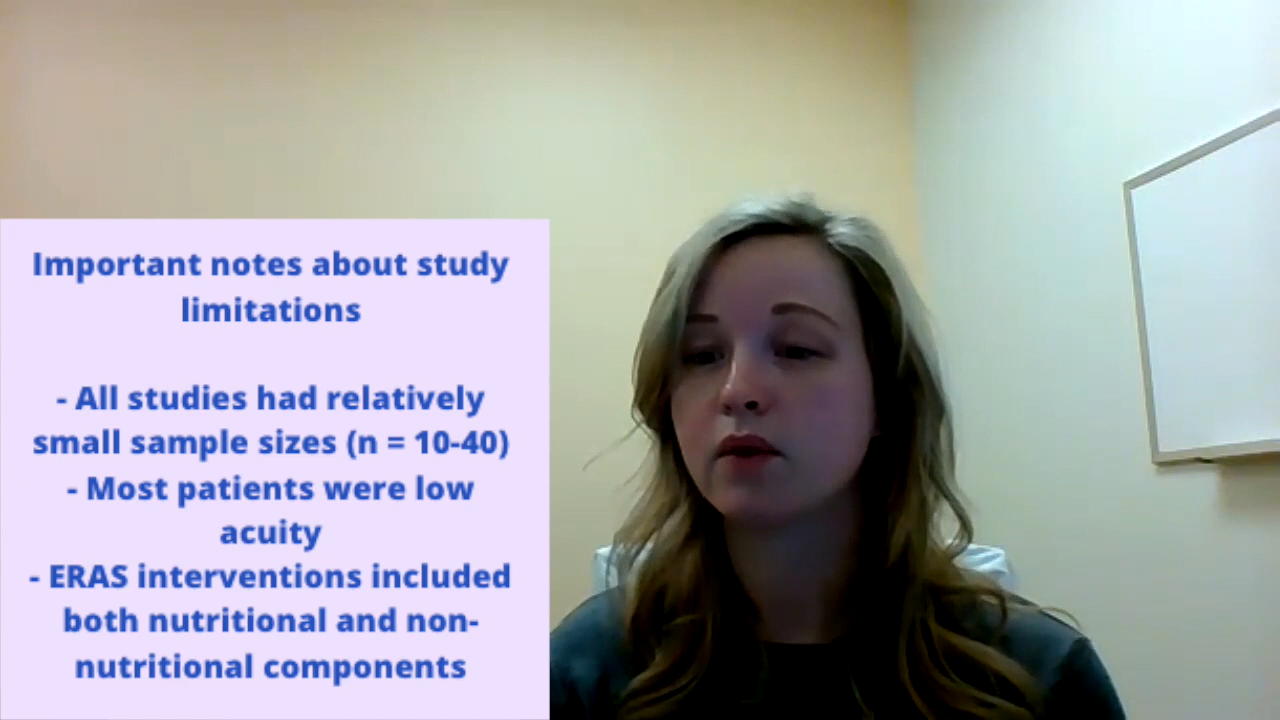 Important notes about study
limitations
- All studies had relatively
small sample sizes (n = 10-40)
- Most patients were low
acuity
- ERAS interventions included
both nutritional and non-
nutritional components